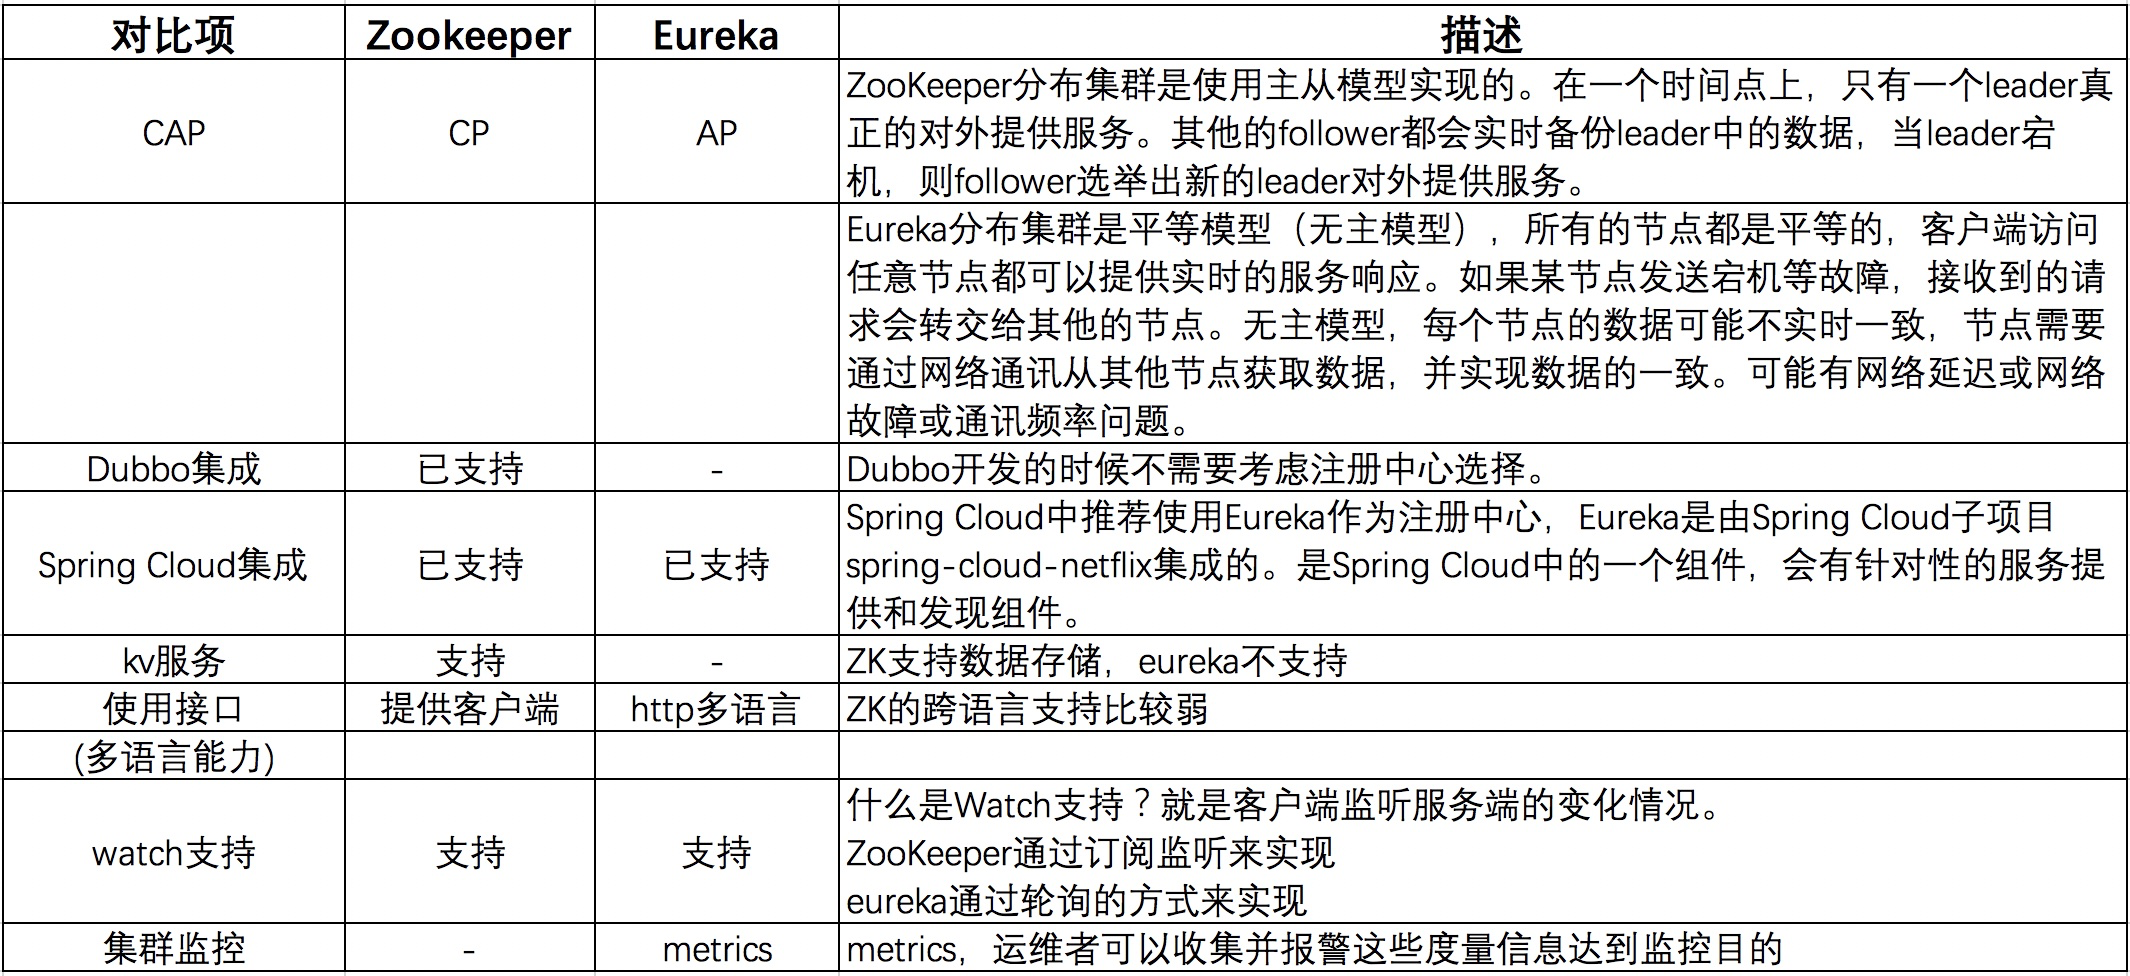 对比项 Zookeeper Eureka 描述
CAP CP AP
ZooKeeper分布集群是使用主从模型实现的。在一个时间点上，只有一个leader真
正的对外提供服务。其他的follower都会实时备份leader中的数据，当leader宕
机，则follower选举出新的leader对外提供服务。
Eureka分布集群是平等模型（无主模型），所有的节点都是平等的，客户端访问
任意节点都可以提供实时的服务响应。如果某节点发送宕机等故障，接收到的请
求会转交给其他的节点。无主模型，每个节点的数据可能不实时一致，节点需要
通过网络通讯从其他节点获取数据，并实现数据的一致。可能有网络延迟或网络
故障或通讯频率问题。
Dubbo集成 已支持 - Dubbo开发的时候不需要考虑注册中心选择。
Spring Cloud集成 已支持 已支持
Spring Cloud中推荐使用Eureka作为注册中心，Eureka是由Spring Cloud子项目
spring-cloud-netflix集成的。是Spring Cloud中的一个组件，会有针对性的服务提
供和发现组件。
kv服务 支持 - ZK支持数据存储，eureka不支持
使用接口 提供客户端 http多语言 ZK的跨语言支持比较弱
(多语言能力)
watch支持 支持 支持
什么是Watch支持？就是客户端监听服务端的变化情况。
ZooKeeper通过订阅监听来实现
eureka通过轮询的方式来实现
集群监控 - metrics metrics，运维者可以收集并报警这些度量信息达到监控目的